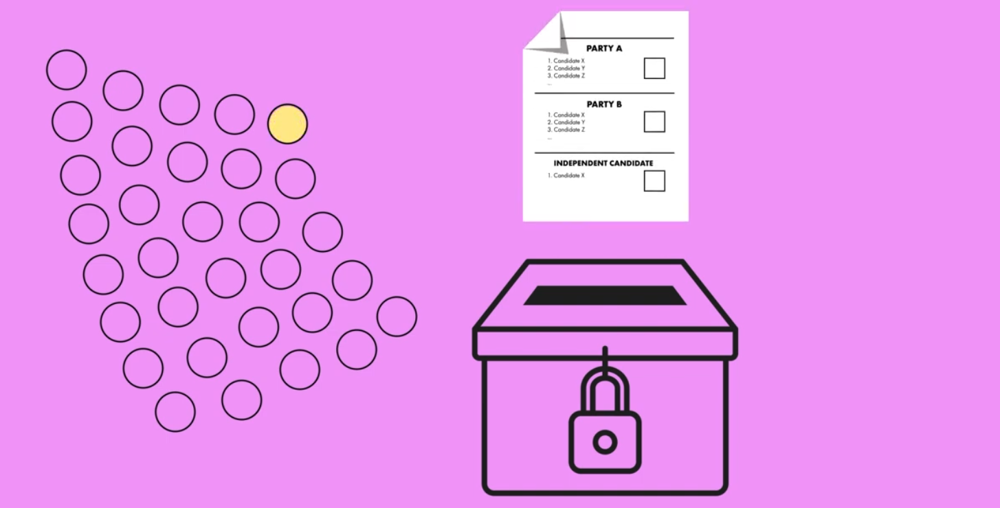 PARTY A
1. Candidate X
2. Candidate Y
3. Candidate Z
...
PARTY B
1. Candidate X
2. Candidate Y
3. Candidate Z
...
INDEPENDENT CANDIDATE
1. Candidate X